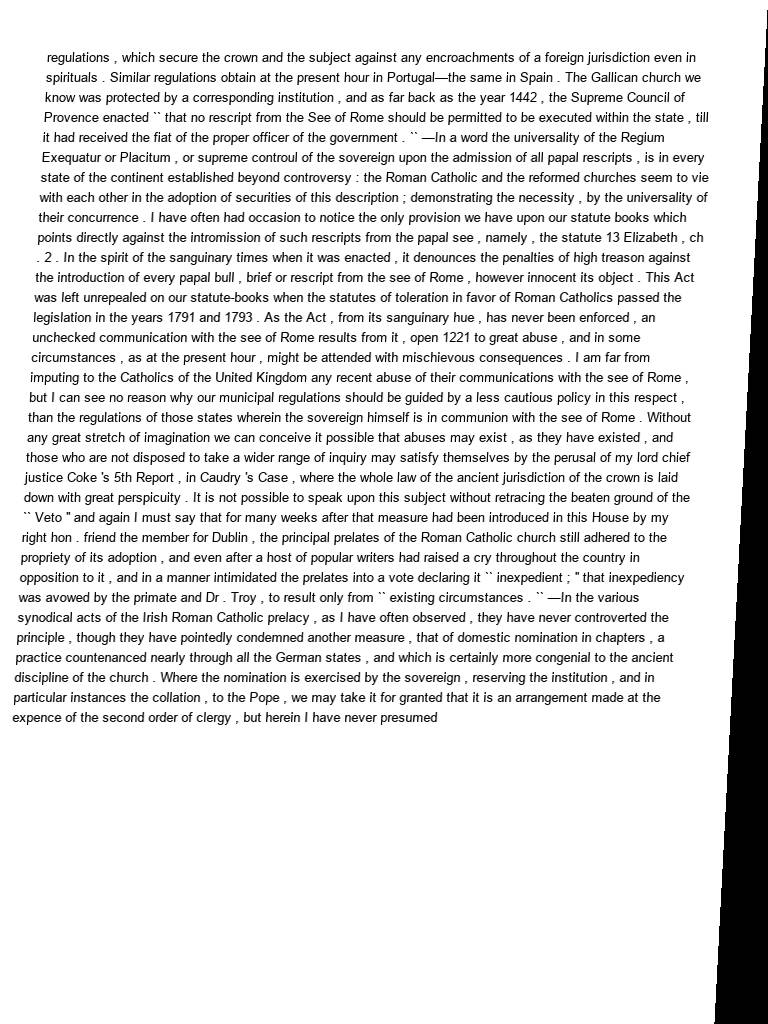 regulations , which secure the crown and the subject against any encroachments of a foreign jurisdiction even in
spirituals . Similar regulations obtain at the present hour in Portugal—the same in Spain . The Gallican church we
know was protected by a corresponding institution , and as far back as the year 1442 , the Supreme Council of
Provence enacted `` that no rescript from the See of Rome should be permitted to be executed within the state , till
it had received the fiat of the proper officer of the government . `` —In a word the universality of the Regium
Exequatur or Placitum , or supreme controul of the sovereign upon the admission of all papal rescripts , is in every
state of the continent established beyond controversy : the Roman Catholic and the reformed churches seem to vie
with each other in the adoption of securities of this description ; demonstrating the necessity , by the universality of
their concurrence . I have often had occasion to notice the only provision we have upon our statute books which
points directly against the intromission of such rescripts from the papal see , namely , the statute 13 Elizabeth , ch
. 2 . In the spirit of the sanguinary times when it was enacted , it denounces the penalties of high treason against
the introduction of every papal bull , brief or rescript from the see of Rome , however innocent its object . This Act
was left unrepealed on our statute-books when the statutes of toleration in favor of Roman Catholics passed the
legislation in the years 1791 and 1793 . As the Act , from its sanguinary hue , has never been enforced , an
unchecked communication with the see of Rome results from it , open 1221 to great abuse , and in some
circumstances , as at the present hour , might be attended with mischievous consequences . I am far from
imputing to the Catholics of the United Kingdom any recent abuse of their communications with the see of Rome ,
but I can see no reason why our municipal regulations should be guided by a less cautious policy in this respect ,
than the regulations of those states wherein the sovereign himself is in communion with the see of Rome . Without
any great stretch of imagination we can conceive it possible that abuses may exist , as they have existed , and
those who are not disposed to take a wider range of inquiry may satisfy themselves by the perusal of my lord chief
justice Coke 's 5th Report , in Caudry 's Case , where the whole law of the ancient jurisdiction of the crown is laid
down with great perspicuity . It is not possible to speak upon this subject without retracing the beaten ground of the
`` Veto '' and again I must say that for many weeks after that measure had been introduced in this House by my
right hon . friend the member for Dublin , the principal prelates of the Roman Catholic church still adhered to the
propriety of its adoption , and even after a host of popular writers had raised a cry throughout the country in
opposition to it , and in a manner intimidated the prelates into a vote declaring it `` inexpedient ; '' that inexpediency
was avowed by the primate and Dr . Troy , to result only from `` existing circumstances . `` —In the various
synodical acts of the Irish Roman Catholic prelacy , as I have often observed , they have never controverted the
principle , though they have pointedly condemned another measure , that of domestic nomination in chapters , a
practice countenanced nearly through all the German states , and which is certainly more congenial to the ancient
discipline of the church . Where the nomination is exercised by the sovereign , reserving the institution , and in
particular instances the collation , to the Pope , we may take it for granted that it is an arrangement made at the
expence of the second order of clergy , but herein I have never presumed